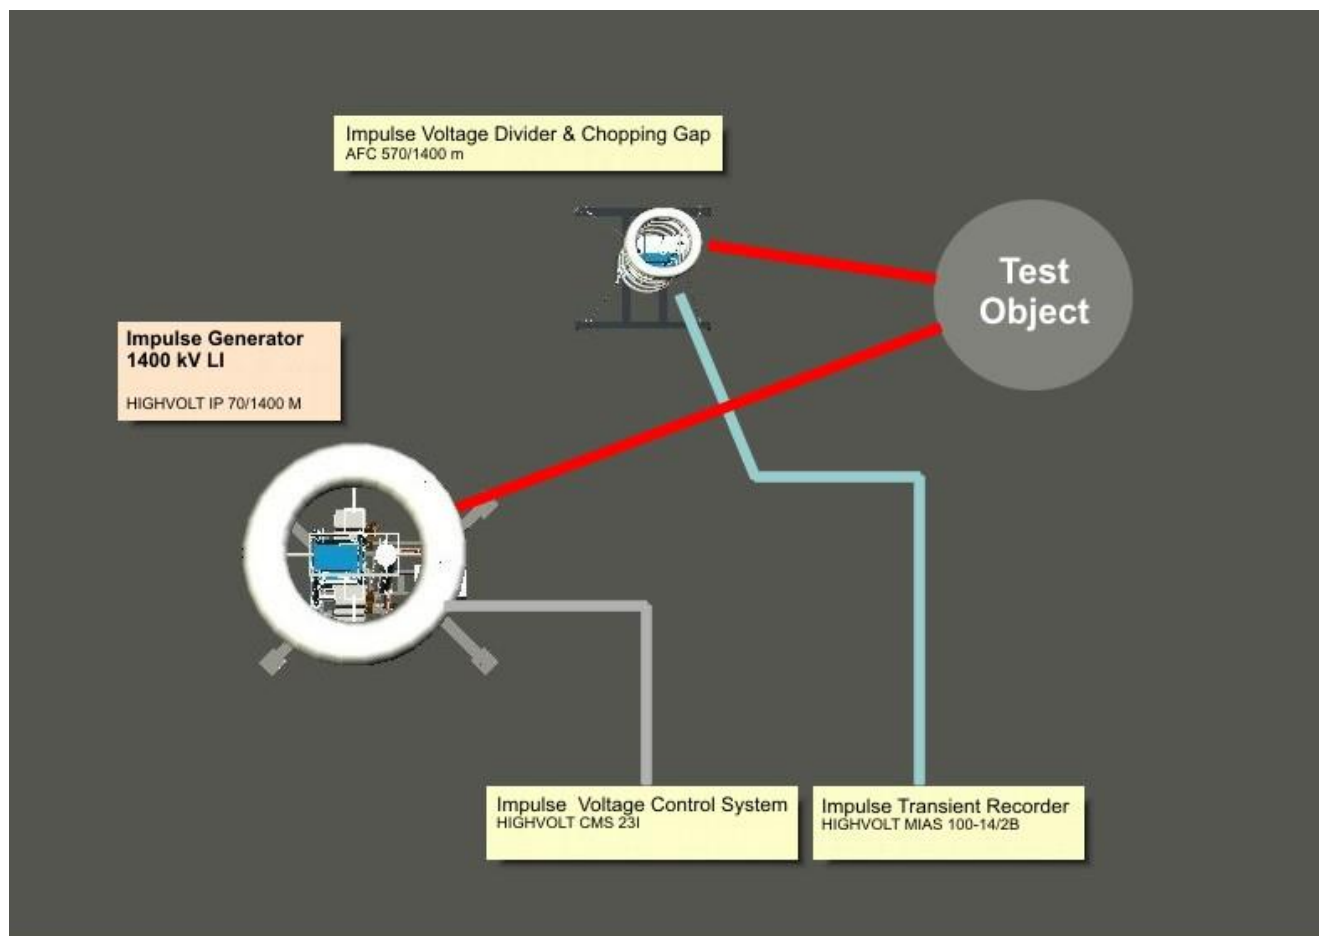 Impulse Voltage Divider & Chopping Gap
AFC 570/1400 m
Test
Object
Impulse Generator
1400 kV LI
HIGHVOLT IP 70/1400 M
Impulse  Voltage Control System
HIGHVOLT CMS 23I
Impulse Transient Recorder
HIGHVOLT MIAS 100-14/2B